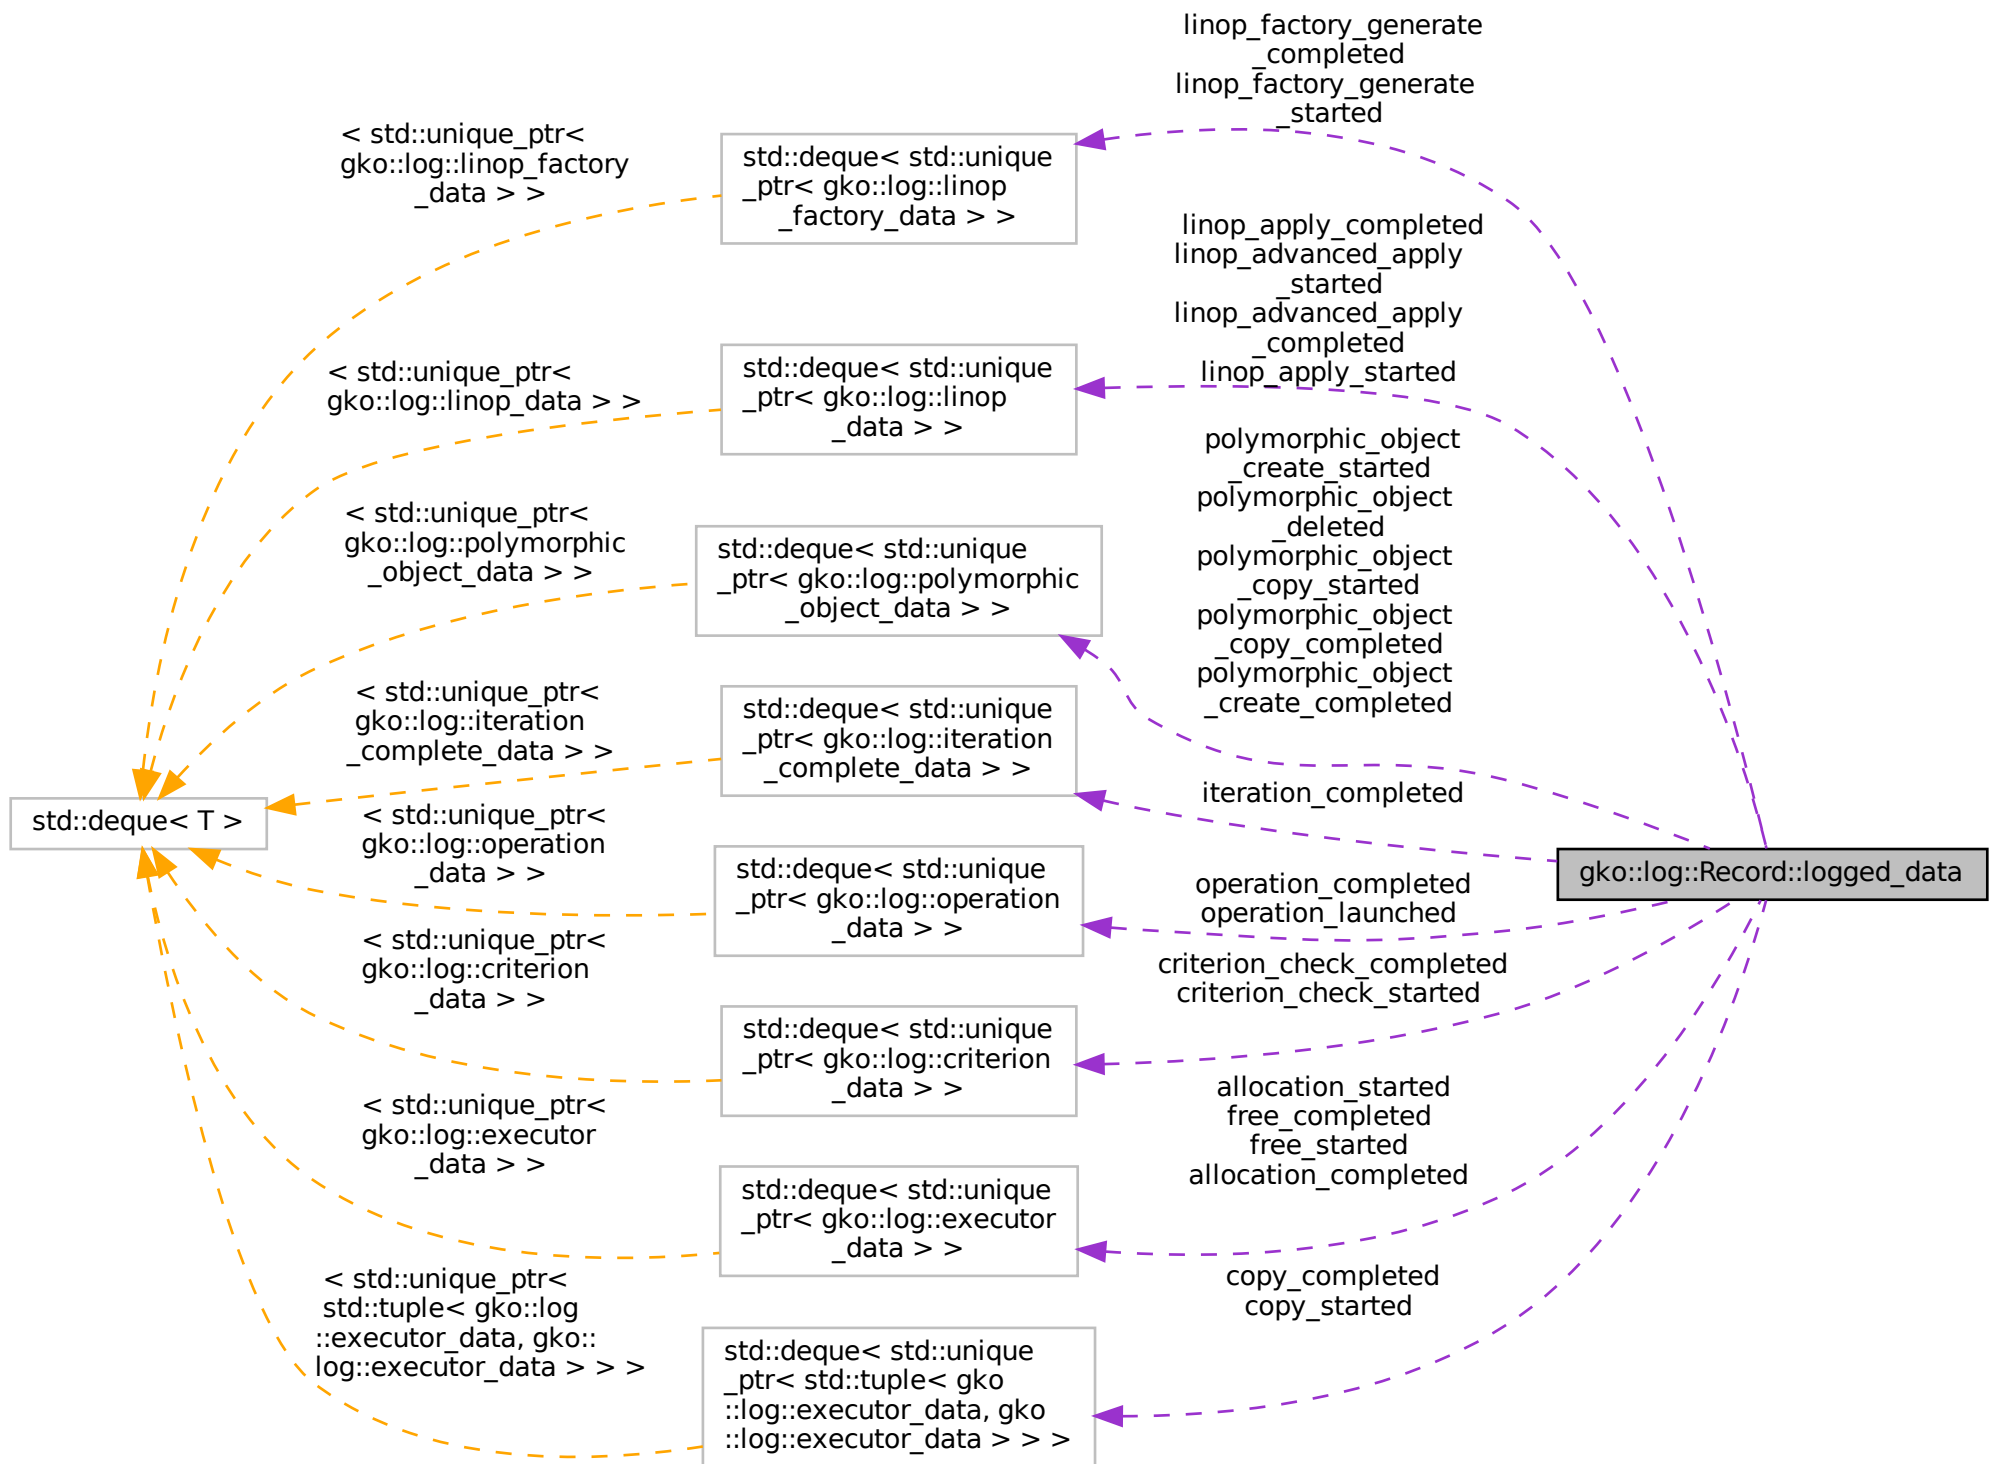 linop_factory_generate
_completed
linop_factory_generate
_started
< std::unique_ptr<
gko::log::linop_factory
_data > >
std::deque< std::unique
_ptr< gko::log::linop
_factory_data > >
linop_apply_completed
linop_advanced_apply
_started
linop_advanced_apply
_completed
linop_apply_started
< std::unique_ptr<
gko::log::linop_data > >
std::deque< std::unique
_ptr< gko::log::linop
_data > >
polymorphic_object
_create_started
polymorphic_object
_deleted
polymorphic_object
_copy_started
polymorphic_object
_copy_completed
polymorphic_object
_create_completed
< std::unique_ptr<
gko::log::polymorphic
_object_data > >
std::deque< std::unique
_ptr< gko::log::polymorphic
_object_data > >
< std::unique_ptr<
gko::log::iteration
_complete_data > >
std::deque< std::unique
_ptr< gko::log::iteration
_complete_data > >
iteration_completed
std::deque< T >
< std::unique_ptr<
gko::log::operation
_data > >
std::deque< std::unique
_ptr< gko::log::operation
_data > >
operation_completed
operation_launched
gko::log::Record::logged_data
< std::unique_ptr<
gko::log::criterion
_data > >
std::deque< std::unique
_ptr< gko::log::criterion
_data > >
criterion_check_completed
criterion_check_started
< std::unique_ptr<
gko::log::executor
_data > >
std::deque< std::unique
_ptr< gko::log::executor
_data > >
allocation_started
free_completed
free_started
allocation_completed
< std::unique_ptr<
std::tuple< gko::log
::executor_data, gko::
log::executor_data > > >
std::deque< std::unique
_ptr< std::tuple< gko
::log::executor_data, gko
::log::executor_data > > >
copy_completed
copy_started